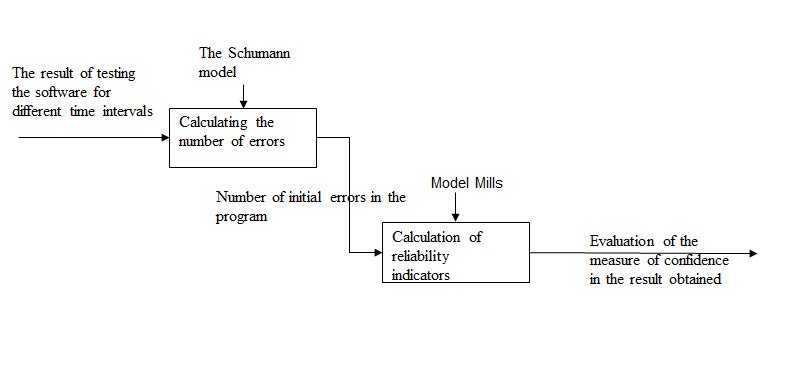 The Schumann
model
The result of testing
the software for
different time intervals
Calculating the
number of errors
Number of initial errors in the
program
Model Mills
Calculation of
reliability
indicators
Evaluation of the
measure of confidence
in the result obtained